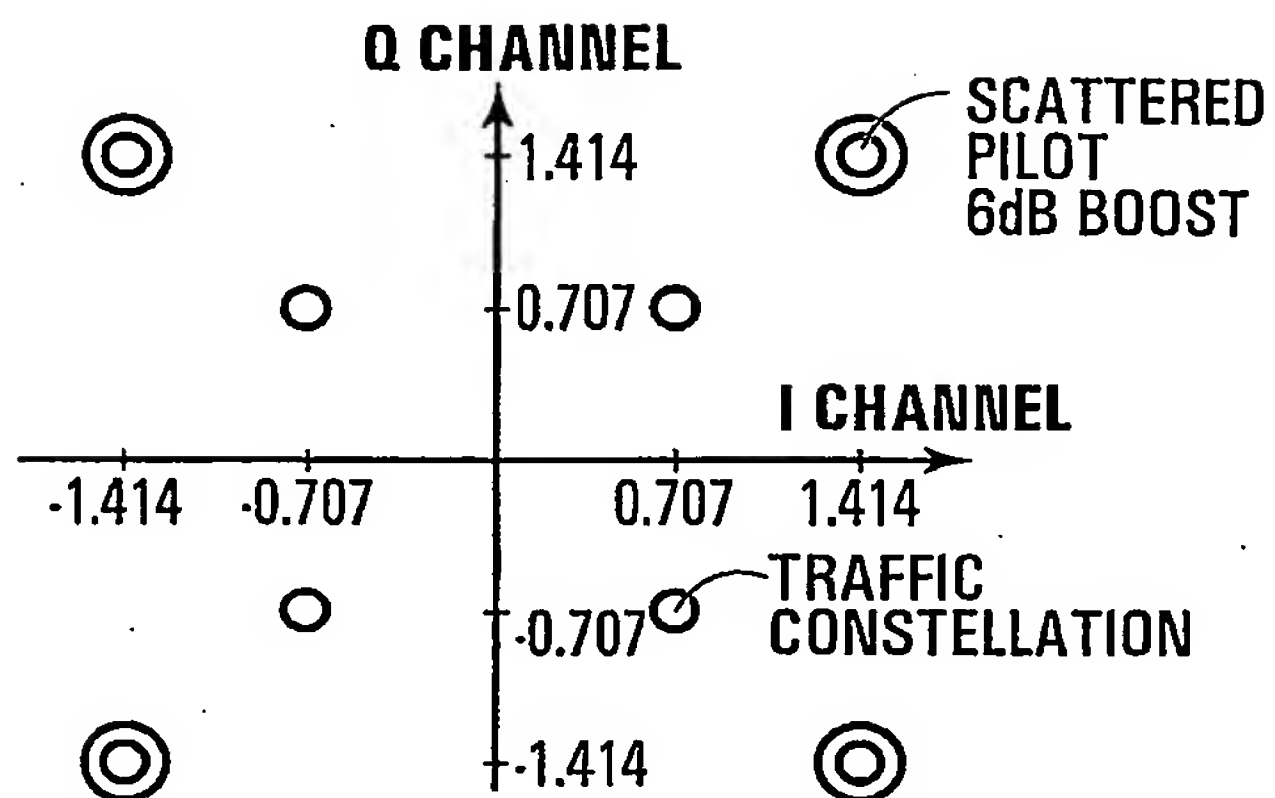 Q CHANNEL
SCATTERED
PILOT
6dB BOOST
1.414
0.707
I CHANNEL
-1.414 -0.707 0.707 1.414
TRAFFIC
CONSTELLATION
-0.707
-1.414